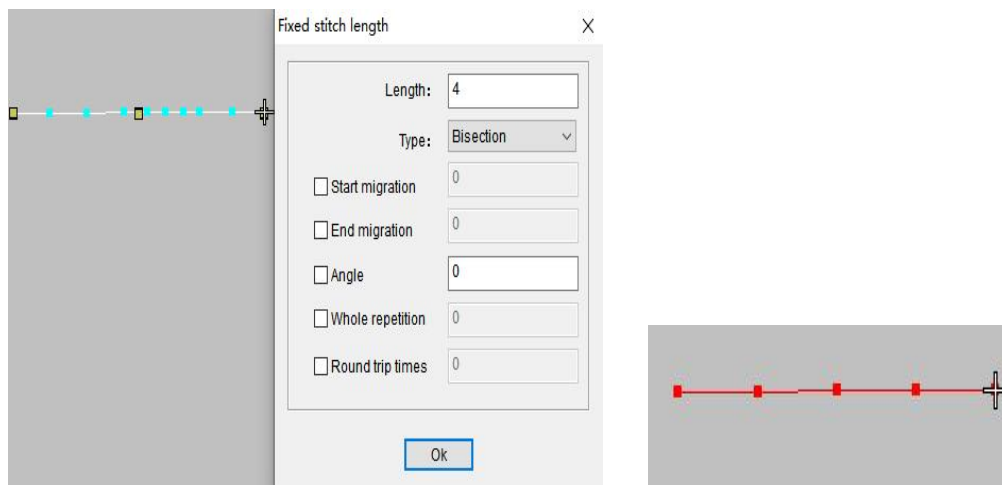 Fixed stitch length
Length: 4
Type: Bisection
Start migration 0
End migration 0
Angle 0
Whole repetition 0
Round trip times 0
Ok